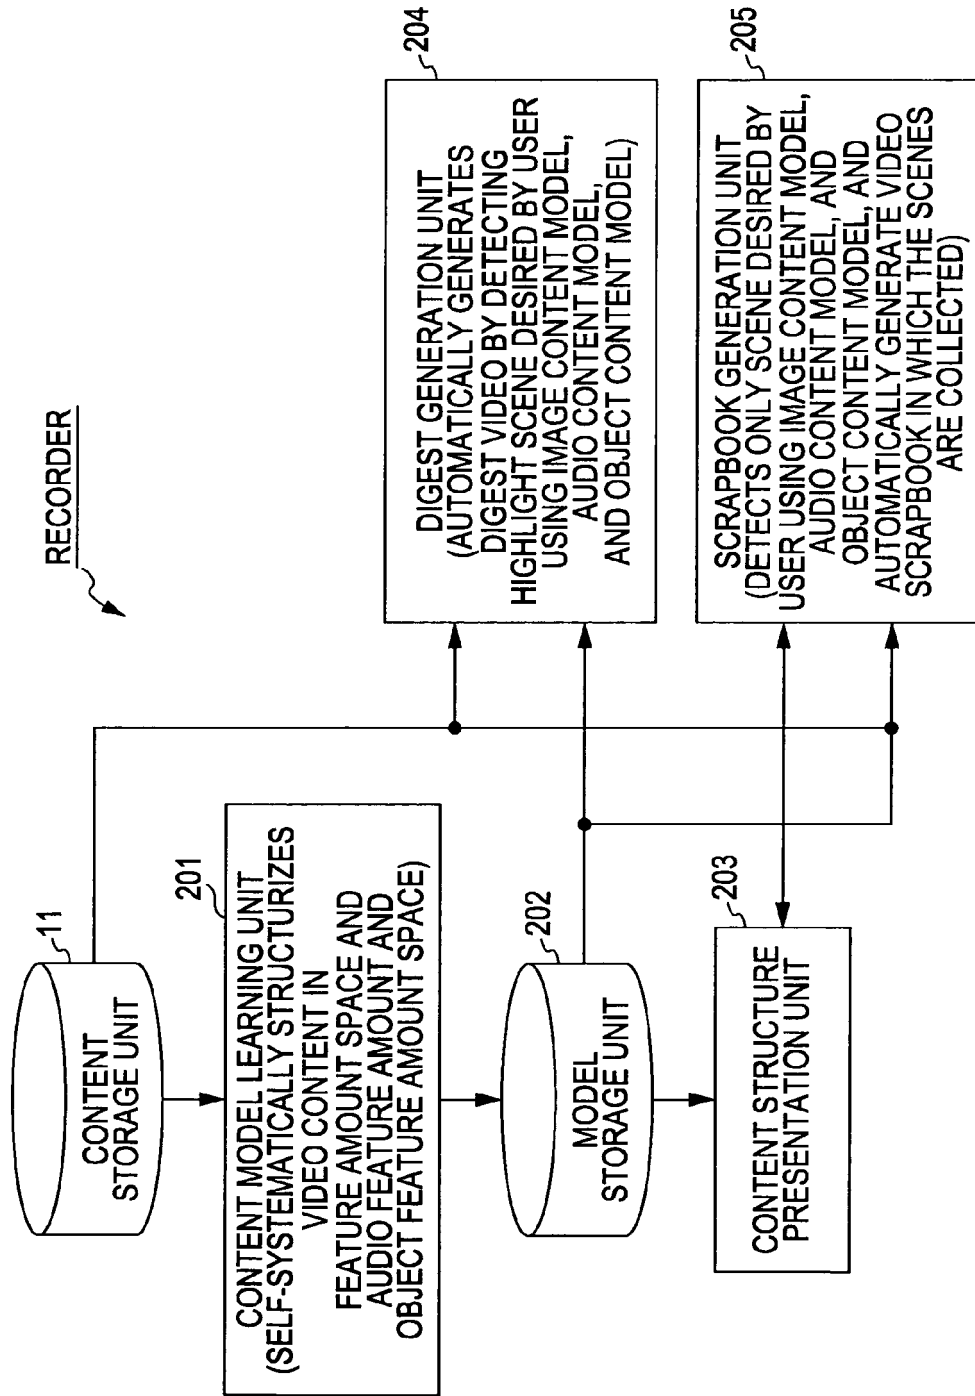 RECORDER
11
CONTENT
STORAGE UNIT
201
CONTENT MODEL LEARNING UNIT
(SELF-SYSTEMATICALLY STRUCTURIZES
VIDEO CONTENT IN
FEATURE AMOUNT SPACE AND
AUDIO FEATURE AMOUNT AND
OBJECT FEATURE AMOUNT SPACE)
202
MODEL
STORAGE UNIT
203
CONTENT STRUCTURE
PRESENTATION UNIT
204
DIGEST GENERATION UNIT
(AUTOMATICALLY GENERATES
DIGEST VIDEO BY DETECTING
HIGHLIGHT SCENE DESIRED BY USER
USING IMAGE CONTENT MODEL,
AUDIO CONTENT MODEL,
AND OBJECT CONTENT MODEL)
205
SCRAPBOOK GENERATION UNIT
(DETECTS ONLY SCENE DESIRED BY
USER USING IMAGE CONTENT MODEL,
AUDIO CONTENT MODEL, AND
OBJECT CONTENT MODEL, AND
AUTOMATICALLY GENERATE VIDEO
SCRAPBOOK IN WHICH THE SCENES
ARE COLLECTED)